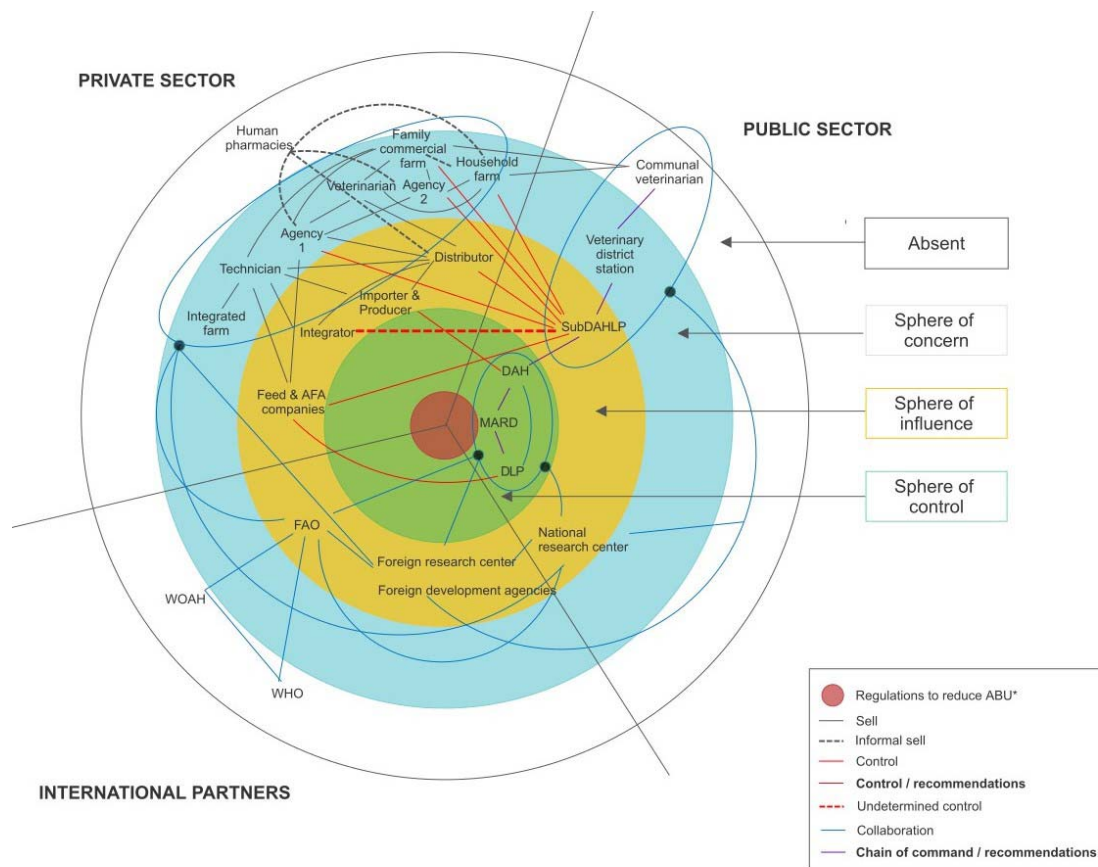 PRIVATE SECTOR
PUBLIC SECTOR
Human
pharmacies
Family
commercial
farm
Household
farm
Communal
veterinarian
Veterinarian
Agency
2
Agency
1
Veterinary
district
station
Absent
Distributor
Technician
Importer &
Producer
Integrated
farm
Integrator
SubDAHLP
Sphere of
concern
DAH
Feed & AFA
companies
MARD
Sphere of
influence
DLP
Sphere of
control
FAO
National
research center
Foreign research center
Foreign development agencies
WOAH
WHO
INTERNATIONAL PARTNERS
Regulations to reduce ABU*
Sell
Informal sell
Control
Control / recommendations
Undetermined control
Collaboration
Chain of command / recommendations